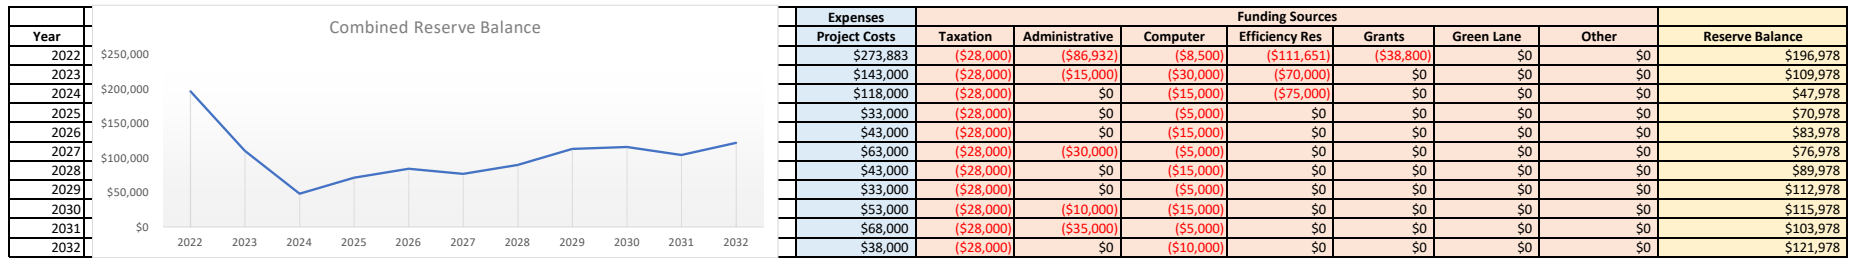 Combined Reserve Balance
$250,000
$200,000
$150,000
$100,000
$50,000
$0
2022 2023 2024 2025 2026 2027 2028 2029 2030 2031 2032
Expenses Funding Sources
Year Project Costs Taxation Administrative Computer Efficiency Res Grants Green Lane Other Reserve Balance
2022 $273,883 ($28,000) ($86,932) ($8,500) ($111,651) ($38,800) $0 $0 $196,978
2023 $143,000 ($28,000) ($15,000) ($30,000) ($70,000) $0 $0 $0 $109,978
2024 $118,000 ($28,000) $0 ($15,000) ($75,000) $0 $0 $0 $47,978
2025 $33,000 ($28,000) $0 ($5,000) $0 $0 $0 $0 $70,978
2026 $43,000 ($28,000) $0 ($15,000) $0 $0 $0 $0 $83,978
2027 $63,000 ($28,000) ($30,000) ($5,000) $0 $0 $0 $0 $76,978
2028 $43,000 ($28,000) $0 ($15,000) $0 $0 $0 $0 $89,978
2029 $33,000 ($28,000) $0 ($5,000) $0 $0 $0 $0 $112,978
2030 $53,000 ($28,000) ($10,000) ($15,000) $0 $0 $0 $0 $115,978
2031 $68,000 ($28,000) ($35,000) ($5,000) $0 $0 $0 $0 $103,978
2032 $38,000 ($28,000) $0 ($10,000) $0 $0 $0 $0 $121,978